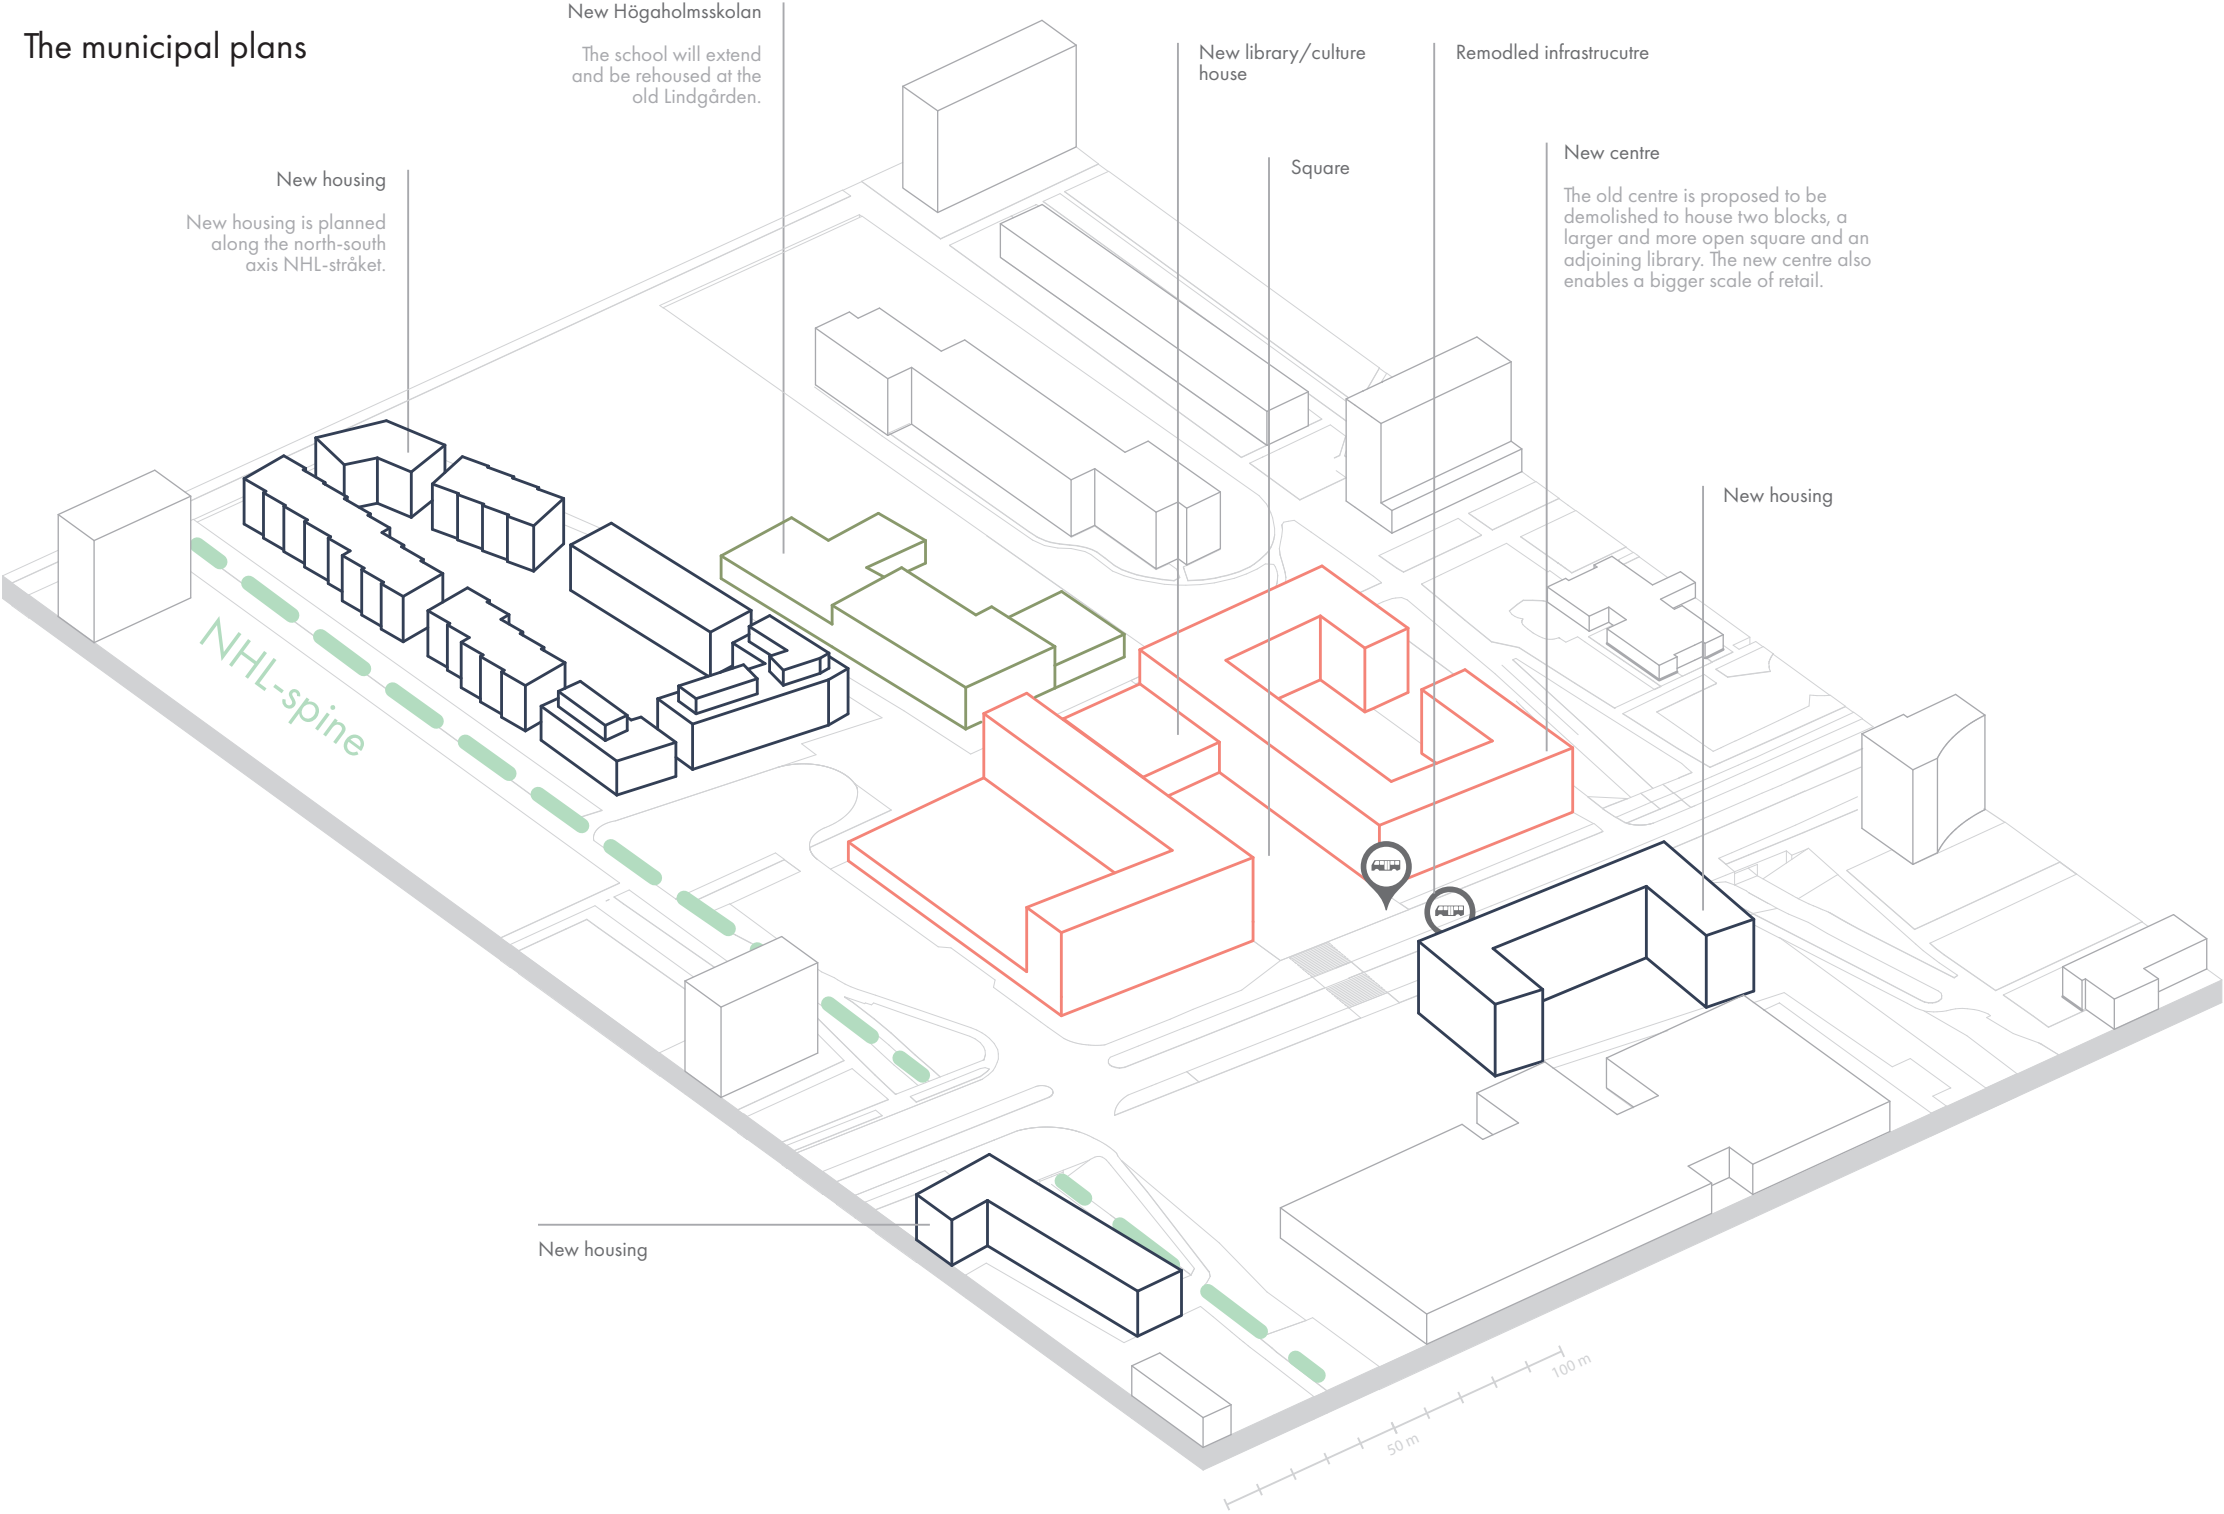 The municipal plans
New Högaholmsskolan
The school will extend
and be rehoused at the
old Lindgården.
New library/culture
house
Remodled infrastrucutre
New centre
The old centre is proposed to be
demolished to house two blocks, a
larger and more open square and an
adjoining library. The new centre also
enables a bigger scale of retail.
Square
New housing
New housing is planned
along the north-south
axis NHL-stråket.
New housing
NHL-spine
New housing
50 m
100 m